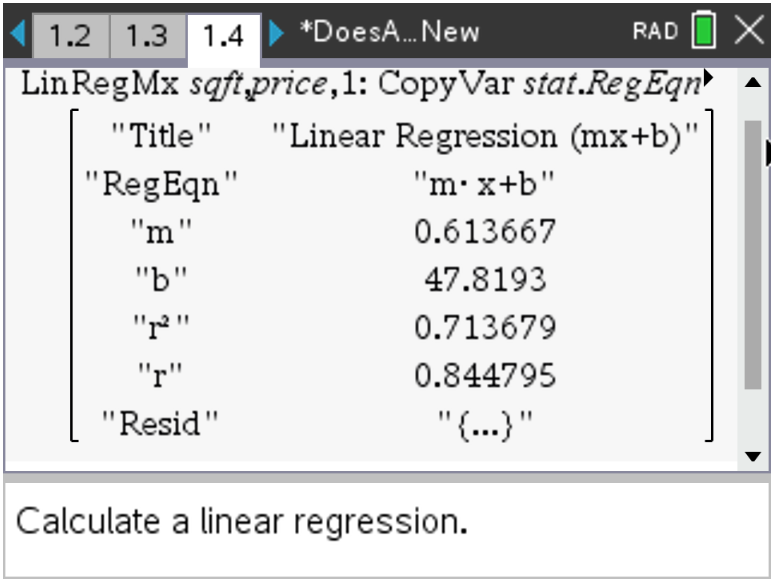 1.2 1.3 1.4 *DoesA...New RAD
LinRegMx sqft,price,1: CopyVar stat.RegEqn
"Title" "Linear Regression (mx+b)"
"RegEqn" "m· x+b"
"m" 0.613667
"b" 47.8193
"r²" 0.713679
"r" 0.844795
"Resid" "{...}"
Calculate a linear regression.